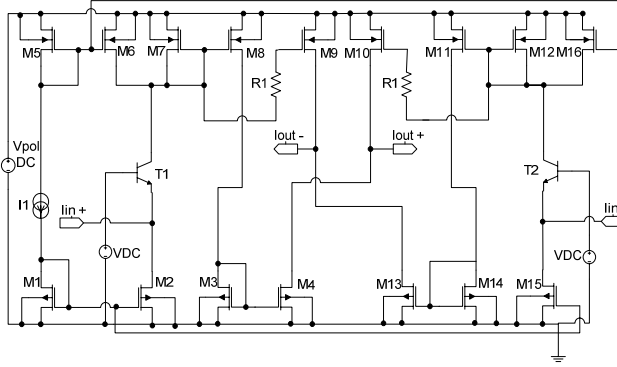 M5 M6 M7 M8 M9 M10 M11 M12 M16
R1 R1
Vpol
DC
Iout - Iout +
T1 T2
I1 Iin + Iin
VDC VDC
M1 M2 M3 M4 M13 M14 M15